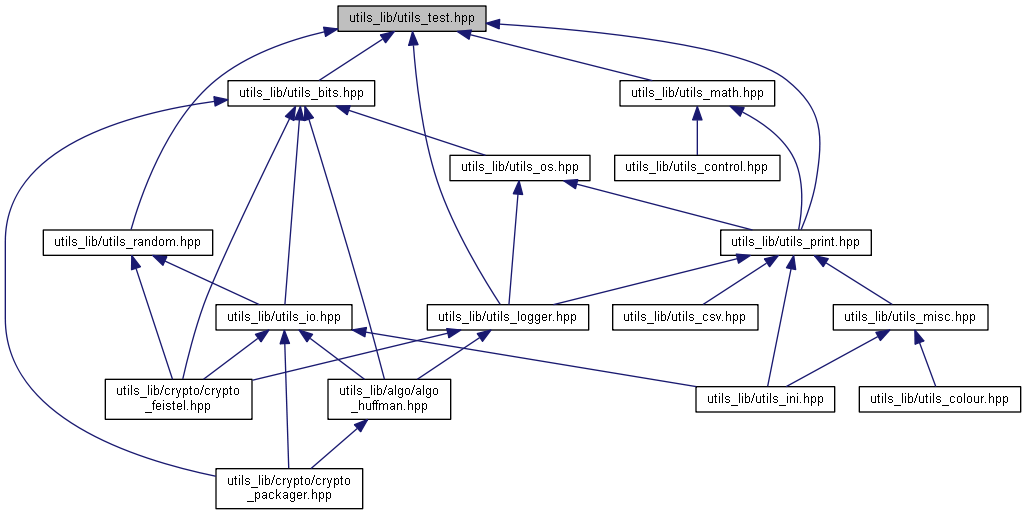 utils_lib/utils_test.hpp
utils_lib/utils_bits.hpp
utils_lib/utils_math.hpp
utils_lib/utils_os.hpp
utils_lib/utils_control.hpp
utils_lib/utils_random.hpp
utils_lib/utils_print.hpp
utils_lib/utils_io.hpp
utils_lib/utils_logger.hpp
utils_lib/utils_csv.hpp
utils_lib/utils_misc.hpp
utils_lib/crypto/crypto
_feistel.hpp
utils_lib/algo/algo
_huffman.hpp
utils_lib/utils_ini.hpp
utils_lib/utils_colour.hpp
utils_lib/crypto/crypto
_packager.hpp